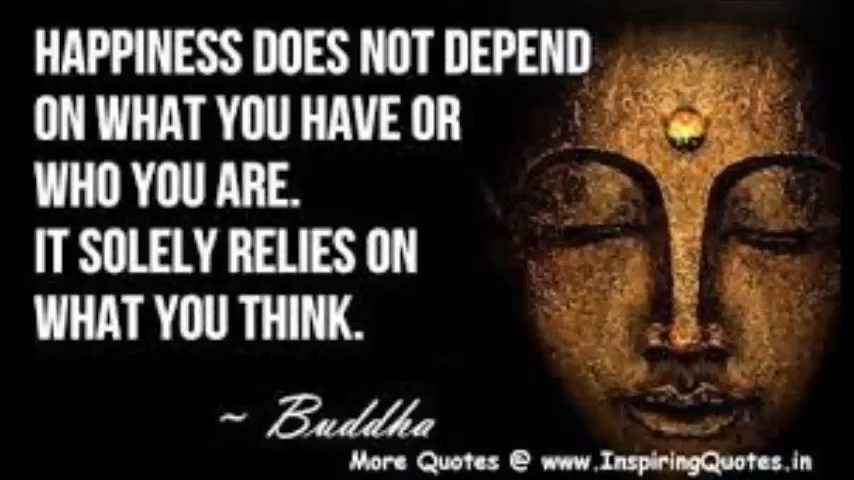 HAPPINESS DOES NOT DEPEND
ON WHAT YOU HAVE OR
WHO YOU ARE.
IT SOLELY RELIES ON
WHAT YOU THINK.
~ Buddha
More Quotes @ www.InspiringQuotes.in